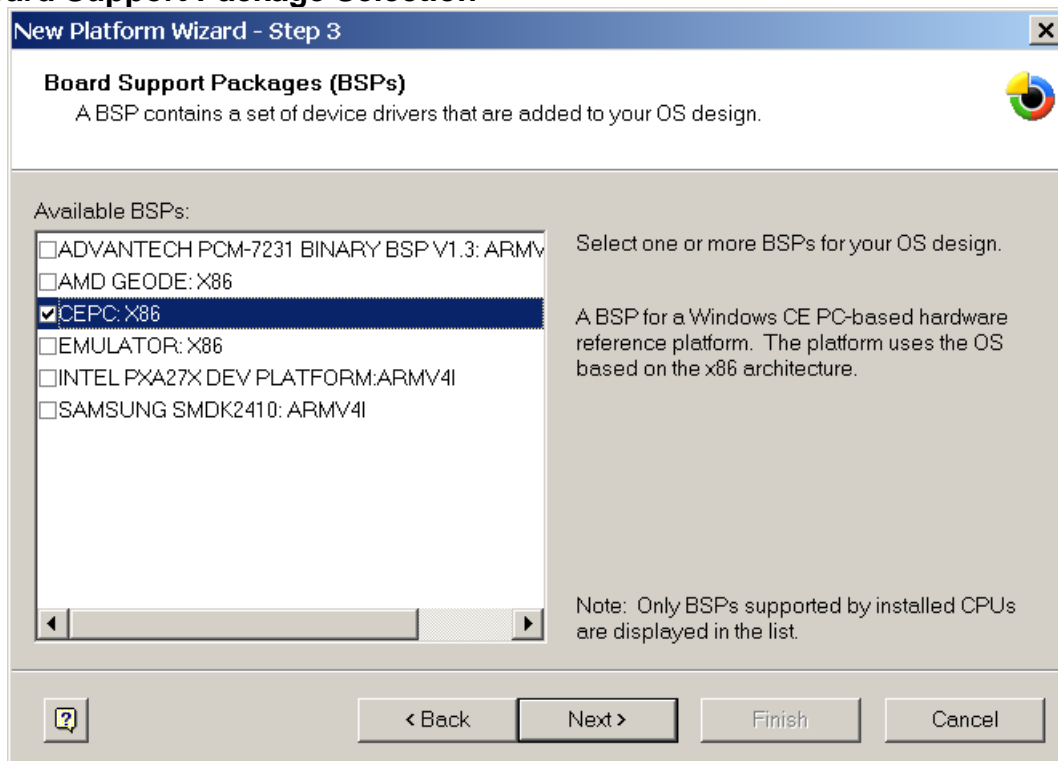 Board Support Package Selection
New Platform Wizard - Step 3
Board Support Packages (BSPs)
A BSP contains a set of device drivers that are added to your OS design.
Available BSPs:
ADVANTECH PCM-7231 BINARY BSP V1.3: ARMV
AMD GEODE: X86
CEPC: X86
EMULATOR: X86
INTEL PXA27X DEV PLATFORM:ARMV4I
SAMSUNG SMDK2410: ARMV4I
Select one or more BSPs for your OS design.
A BSP for a Windows CE PC-based hardware
reference platform. The platform uses the OS
based on the x86 architecture.
Note: Only BSPs supported by installed CPUs
are displayed in the list.
< Back
Next >
Finish
Cancel